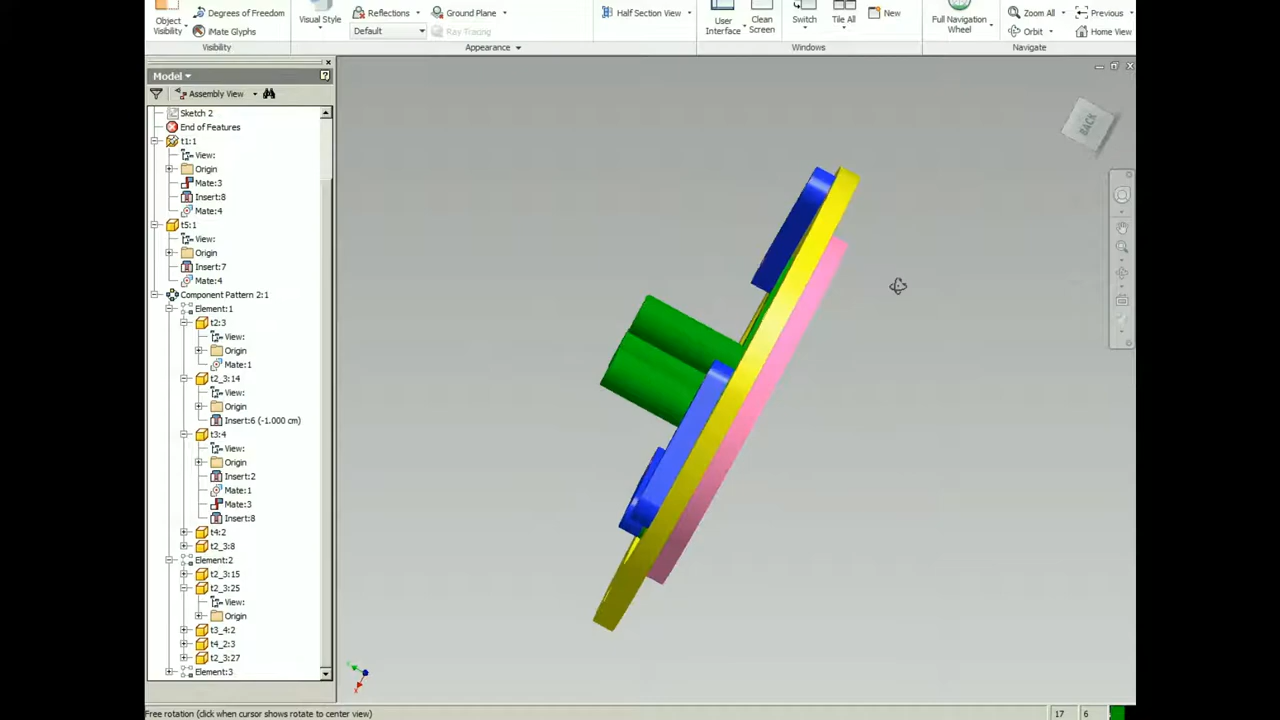 Object
Visibility
Degrees of Freedom
iMate Glyphs
Visual Style
Reflections
Ground Plane
Default
Ray Tracing
Half Section View
User
Interface
Clean
Screen
Switch
Tile All
New
Full Navigation
Wheel
Zoom All
Orbit
Previous
Home View
Visibility
Appearance
Windows
Navigate
Model
Assembly View
Sketch 2
End of Features
t1:1
View:
Origin
Mate:3
Insert:8
Mate:4
t5:1
View:
Origin
Insert:7
Mate:4
Component Pattern 2:1
Element:1
t2:3
View:
Origin
Mate:1
t2_3:14
View:
Origin
Insert:6 (-1.000 cm)
t3:4
View:
Origin
Insert:2
Mate:1
Mate:3
Insert:8
t4:2
t2_3:8
Element:2
t2_3:15
t2_3:25
View:
Origin
t3_4:2
t4_2:3
t2_3:27
Element:3
BACK
Free rotation (click when cursor shows rotate to center view)
17 6